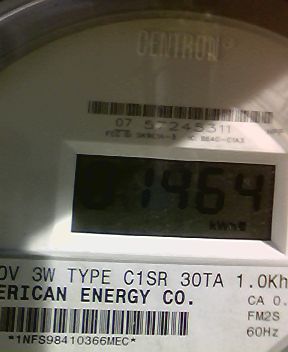 CENTRON
07 57245311
1964
kWh
0V 3W TYPE C1SR 30TA 1.0Kh
ERICAN ENERGY CO.
CA 0.
FM2S
*1NFS98410366MEC*
60Hz